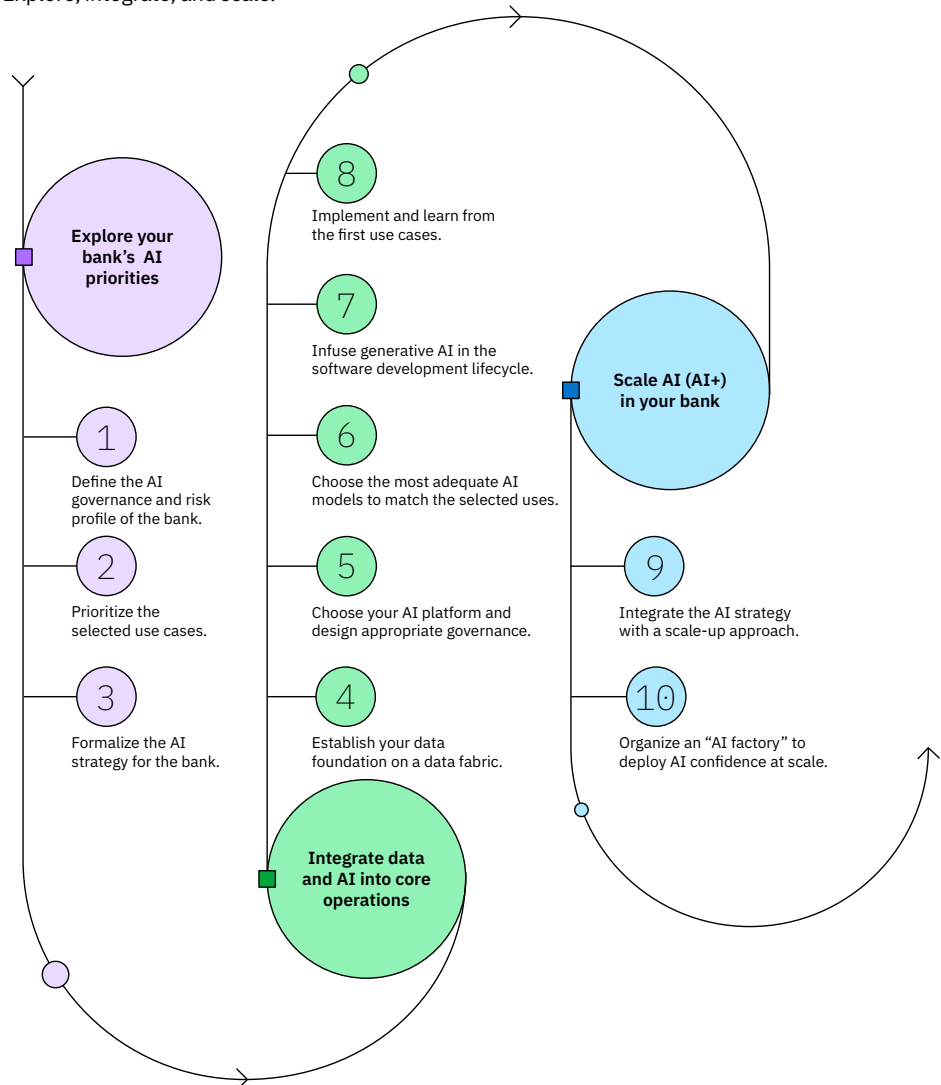 Explore, integrate, and scale.
Explore your
bank’s AI
priorities
1
Define the AI
governance and risk
profile of the bank.
2
Prioritize the
selected use cases.
3
Formalize the AI
strategy for the bank.
Integrate data
and AI into core
operations
4
Establish your data
foundation on a data fabric.
5
Choose your AI platform and
design appropriate governance.
6
Choose the most adequate AI
models to match the selected uses.
7
Infuse generative AI in the
software development lifecycle.
8
Implement and learn from
the first use cases.
Scale AI (AI+)
in your bank
9
Integrate the AI strategy
with a scale-up approach.
10
Organize an “AI factory” to
deploy AI confidence at scale.